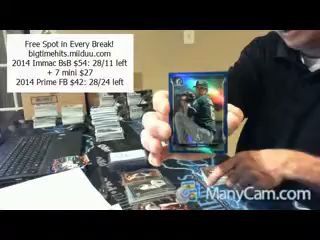 Free Spot in Every Break!
bigtimehits.miiduu.com
2014 Immac BsB $54: 28/11 left
+ 7 mini $27
2014 Prime FB $42: 28/24 left
ManyCam.com